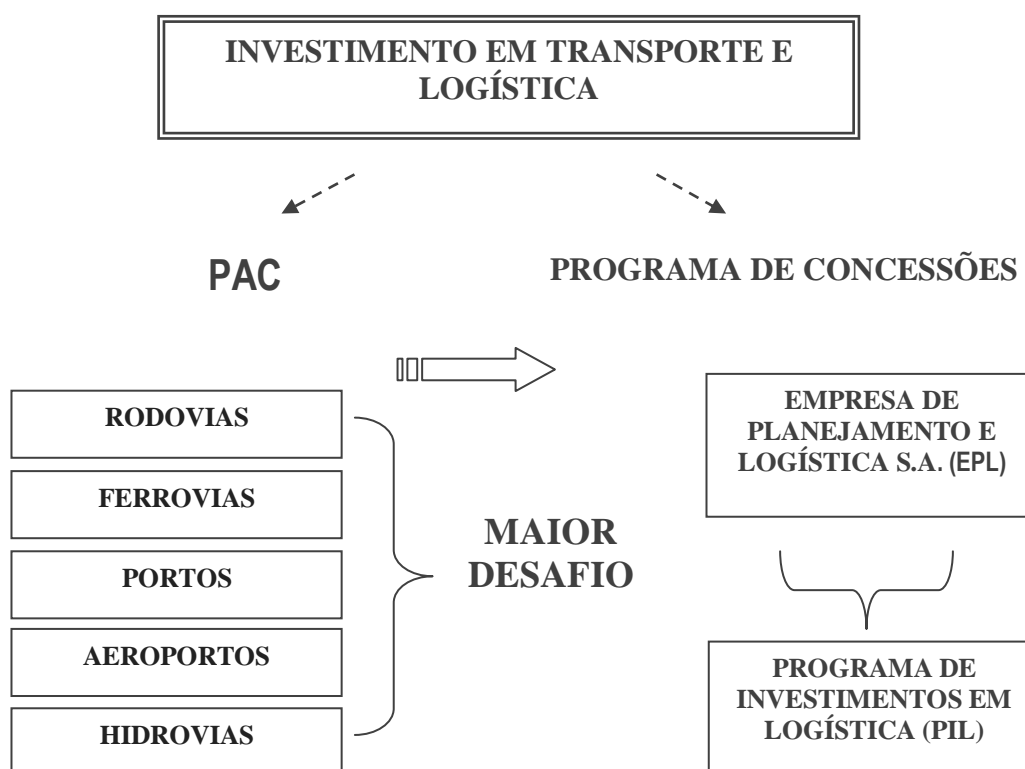 INVESTIMENTO EM TRANSPORTE E
LOGÍSTICA
PAC
PROGRAMA DE CONCESSÕES
RODOVIAS
FERROVIAS
PORTOS
AEROPORTOS
HIDROVIAS
MAIOR
DESAFIO
EMPRESA DE
PLANEJAMENTO E
LOGÍSTICA S.A. (EPL)
PROGRAMA DE
INVESTIMENTOS EM
LOGÍSTICA (PIL)